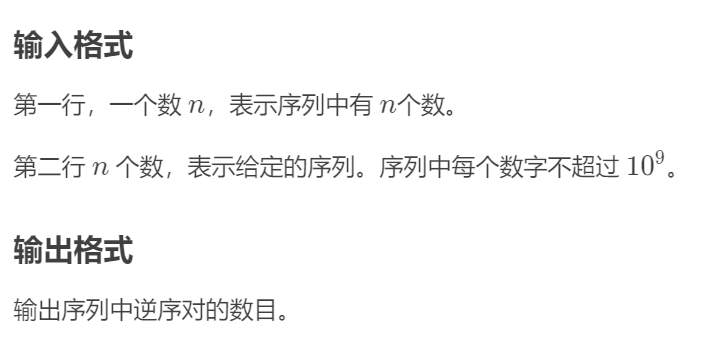 输入格式
第一行，一个数 n，表示序列中有 n个数。
第二行 n 个数，表示给定的序列。序列中每个数字不超过 10^9。
输出格式
输出序列中逆序对的数目。